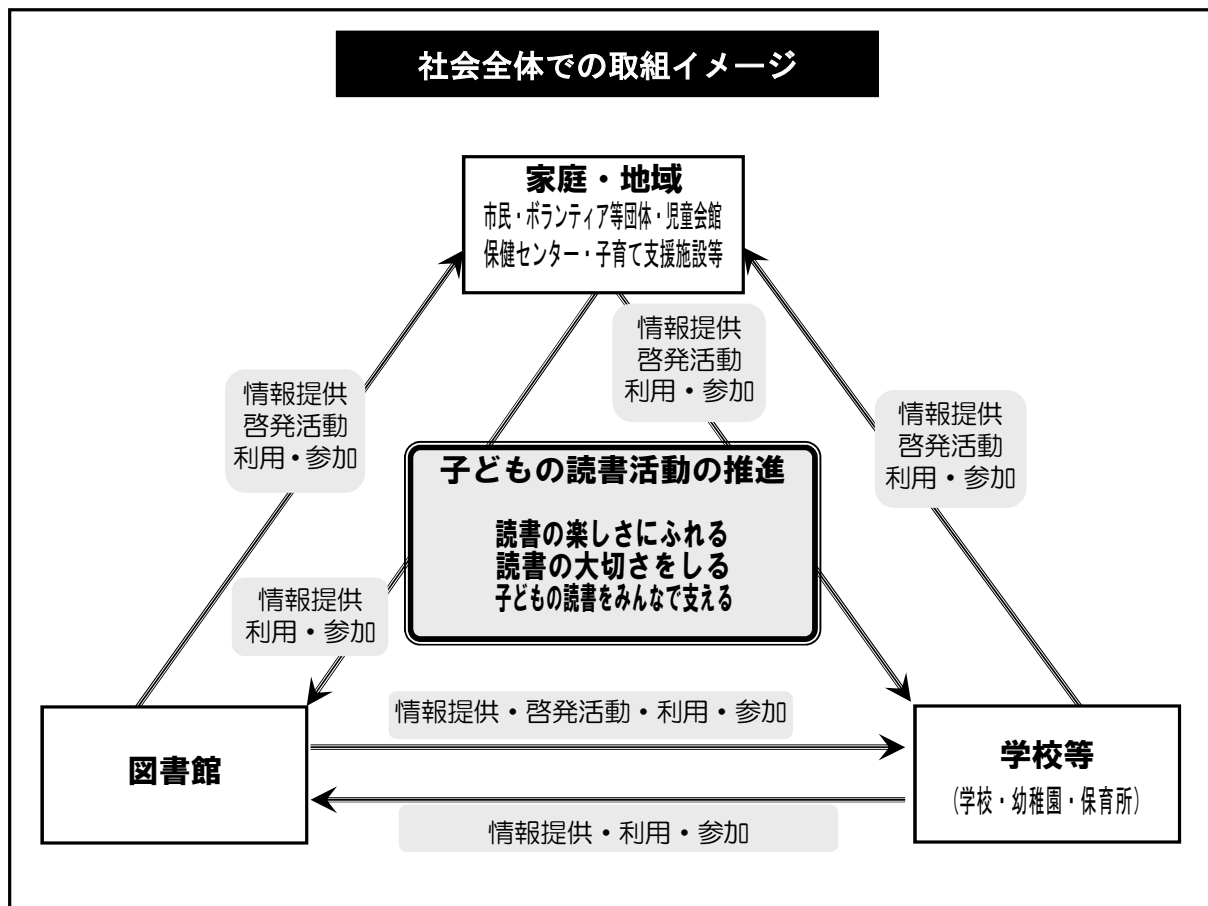 社会全体での取組イメージ
家庭・地域
市民・ボランティア等団体・児童会館
保健センター・子育て支援施設等
情報提供
啓発活動
利用・参加
情報提供
啓発活動
利用・参加
情報提供
啓発活動
利用・参加
子どもの読書活動の推進
読書の楽しさにふれる
読書の大切さをしる
子どもの読書をみんなで支える
情報提供
利用・参加
情報提供・啓発活動・利用・参加
図書館
学校等
（学校・幼稚園・保育所）
情報提供・利用・参加